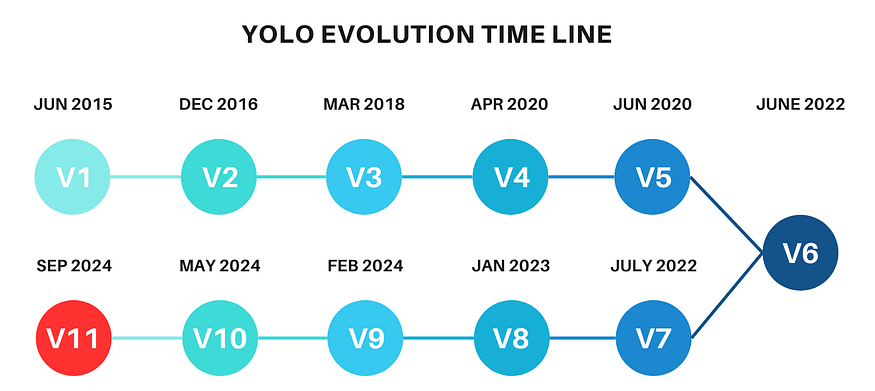 YOLO EVOLUTION TIME LINE
JUN 2015 DEC 2016 MAR 2018 APR 2020 JUN 2020 JUNE 2022
V1 V2 V3 V4 V5
V6
SEP 2024 MAY 2024 FEB 2024 JAN 2023 JULY 2022
V11 V10 V9 V8 V7